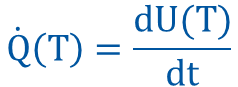 Q̇(T) = dU(T)/dt